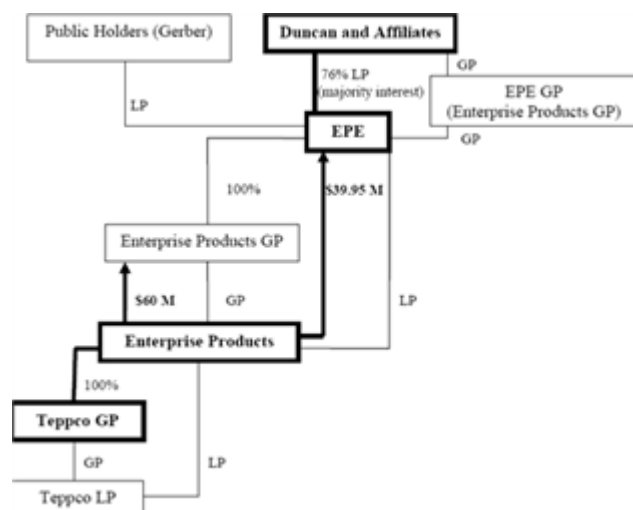 Public Holders (Gerber)
Duncan and Affiliates
GP
76% LP
(majority interest)
EPE GP
(Enterprise Products GP)
LP
EPE
GP
100%
$39.95 M
Enterprise Products GP
$60 M
GP
LP
Enterprise Products
100%
Teppco GP
GP
LP
Teppco LP